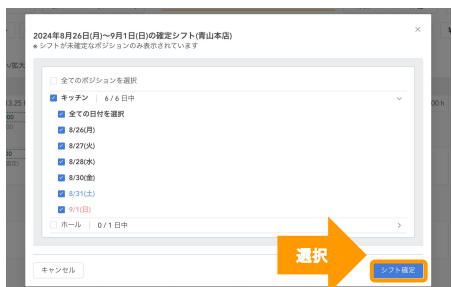 2024年8月26日(月)~9月1日(日)の確定シフト(青山本店)
※ シフトが未確定なポジションのみ表示されています
全てのポジションを選択
キッチン | 6 / 6 日中
全ての日付を選択
8/26(月)
8/27(火)
8/28(水)
8/30(金)
8/31(土)
9/1(日)
ホール | 0 / 1 日中
選択
キャンセル
シフト確定